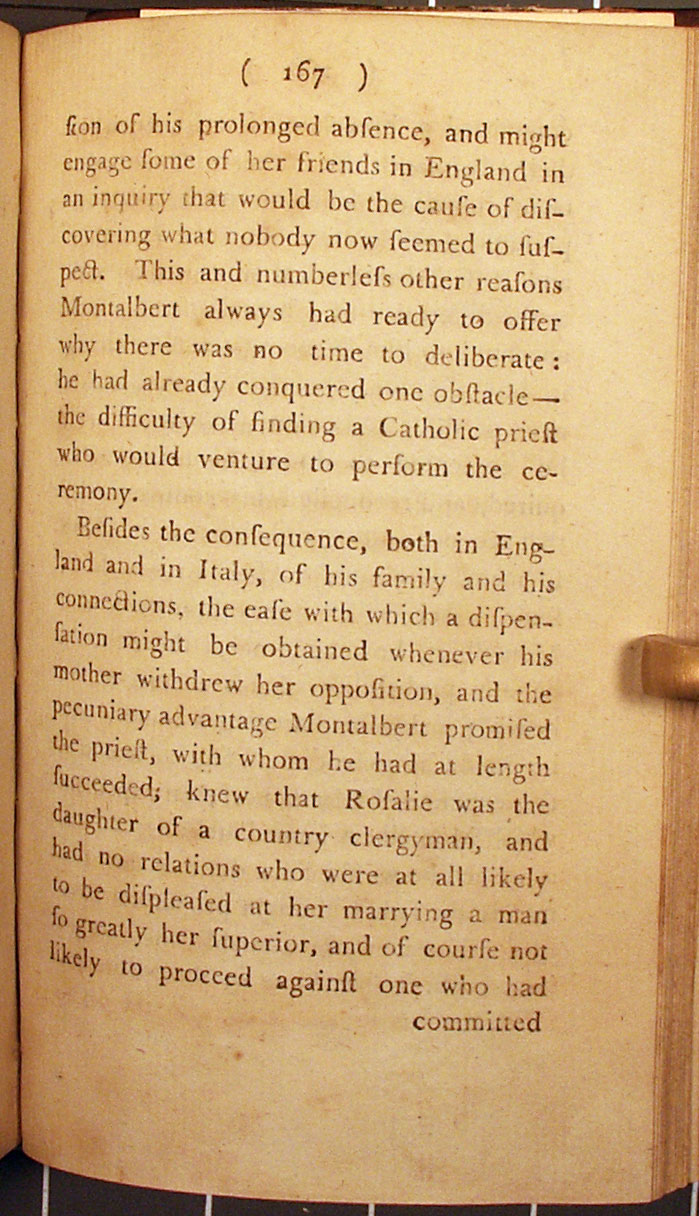 ( 167 )
ſion of his prolonged abſence, and might
engage ſome of her friends in England in
an inquiry that would be the cauſe of diſ-
covering what nobody now ſeemed to ſuſ-
pect. This and numberleſs other reaſons
Montalbert always had ready to offer
why there was no time to deliberate:
he had already conquered one obſtacle—
the difficulty of finding a Catholic prieſt
who would venture to perform the ce-
remony.
Beſides the conſequence, both in Eng-
land and in Italy, of his family and his
connections, the eaſe with which a diſpen-
ſation might be obtained whenever his
mother withdrew her oppoſition, and the
pecuniary advantage Montalbert promiſed
the prieſt, with whom he had at length
ſucceeded; knew that Roſalie was the
daughter of a country clergyman, and
had no relations who were at all likely
to be diſpleaſed at her marrying a man
ſo greatly her ſuperior, and of courſe not
likely to proceed againſt one who had
committed